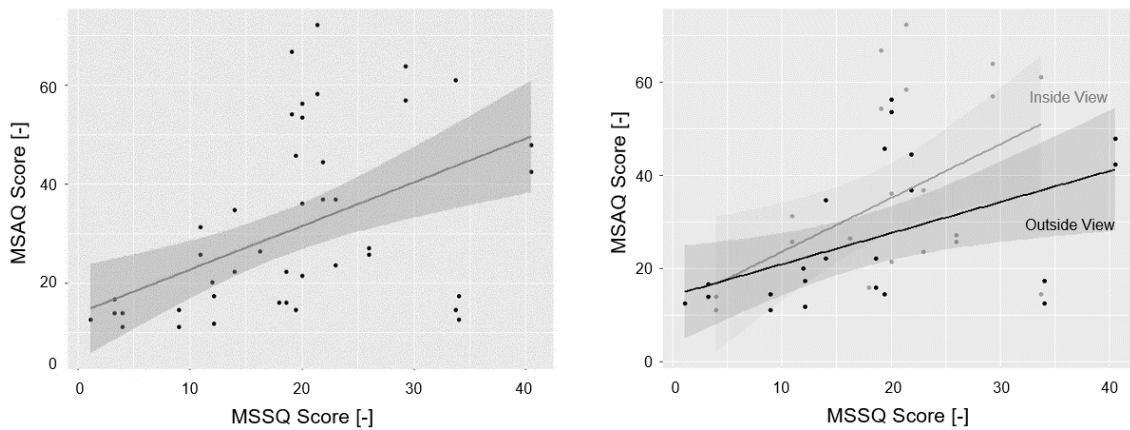 MSAQ Score [-]
60
40
20
0
0 10 20 30 40
MSSQ Score [-]
MSAQ Score [-]
60
40
20
0
Inside View
Outside View
0 10 20 30 40
MSSQ Score [-]